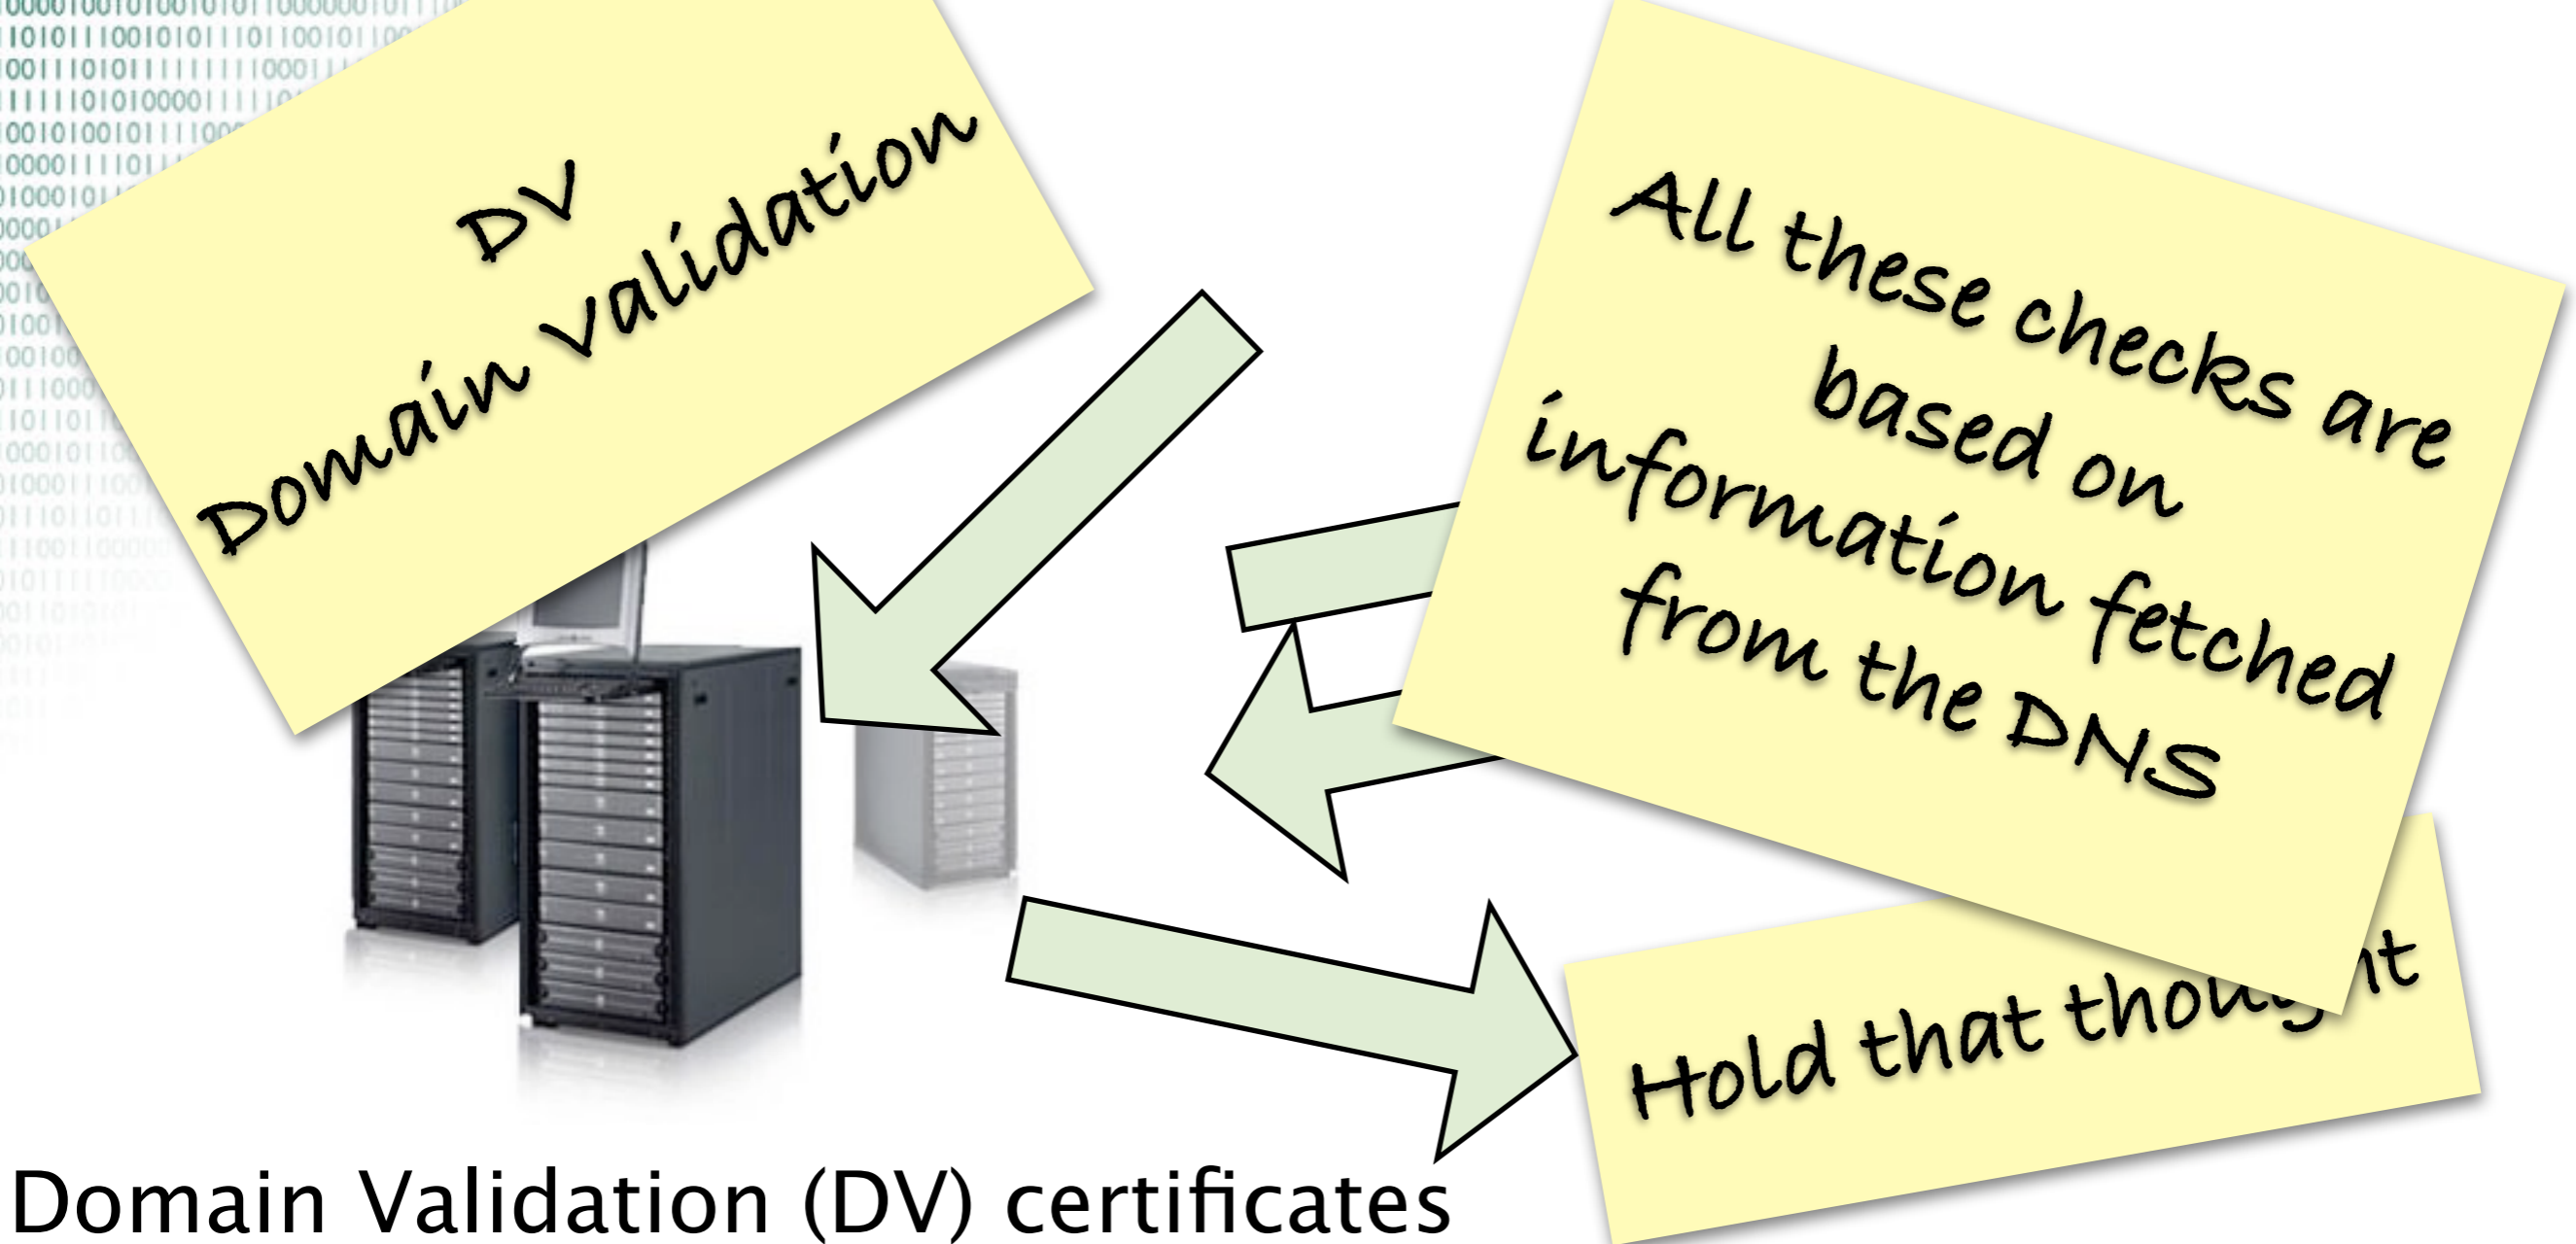 DV
Domain Validation
All these checks are
based on
information fetched
from the DNS
Hold that thought
Domain Validation (DV) certificates